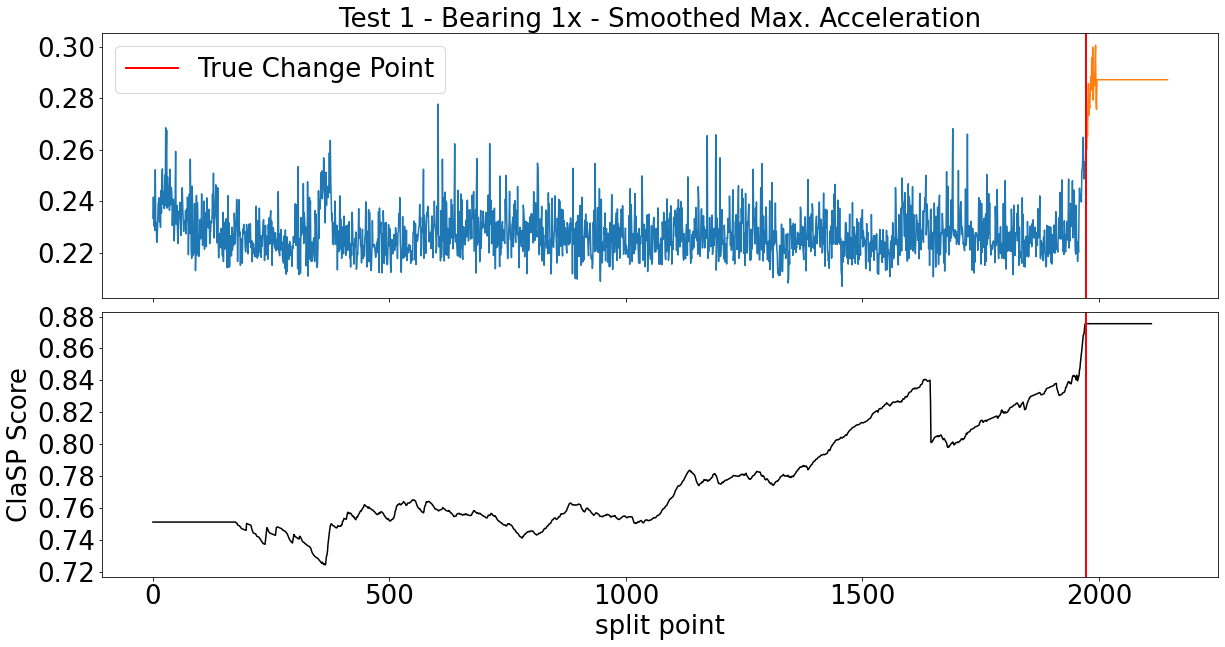 Test 1 - Bearing 1x - Smoothed Max. Acceleration
True Change Point
0.30
0.28
0.26
0.24
0.22
ClaSP Score
0.88
0.86
0.84
0.82
0.80
0.78
0.76
0.74
0.72
0 500 1000 1500 2000
split point